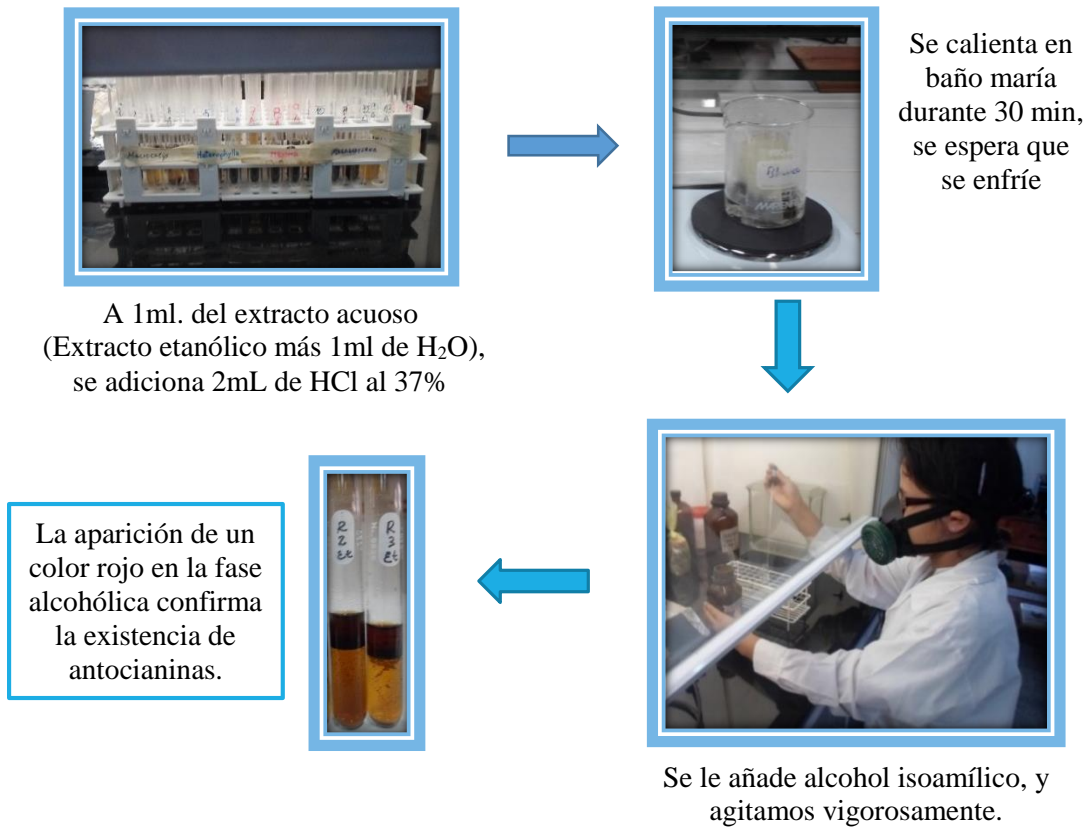 Se calienta en
baño maría
durante 30 min,
se espera que
se enfríe
A 1ml. del extracto acuoso
(Extracto etanólico más 1ml de H₂O),
se adiciona 2mL de HCl al 37%
La aparición de un
color rojo en la fase
alcohólica confirma
la existencia de
antocianinas.
R
2
Et
R
3
Et
Se le añade alcohol isoamílico, y
agitamos vigorosamente.